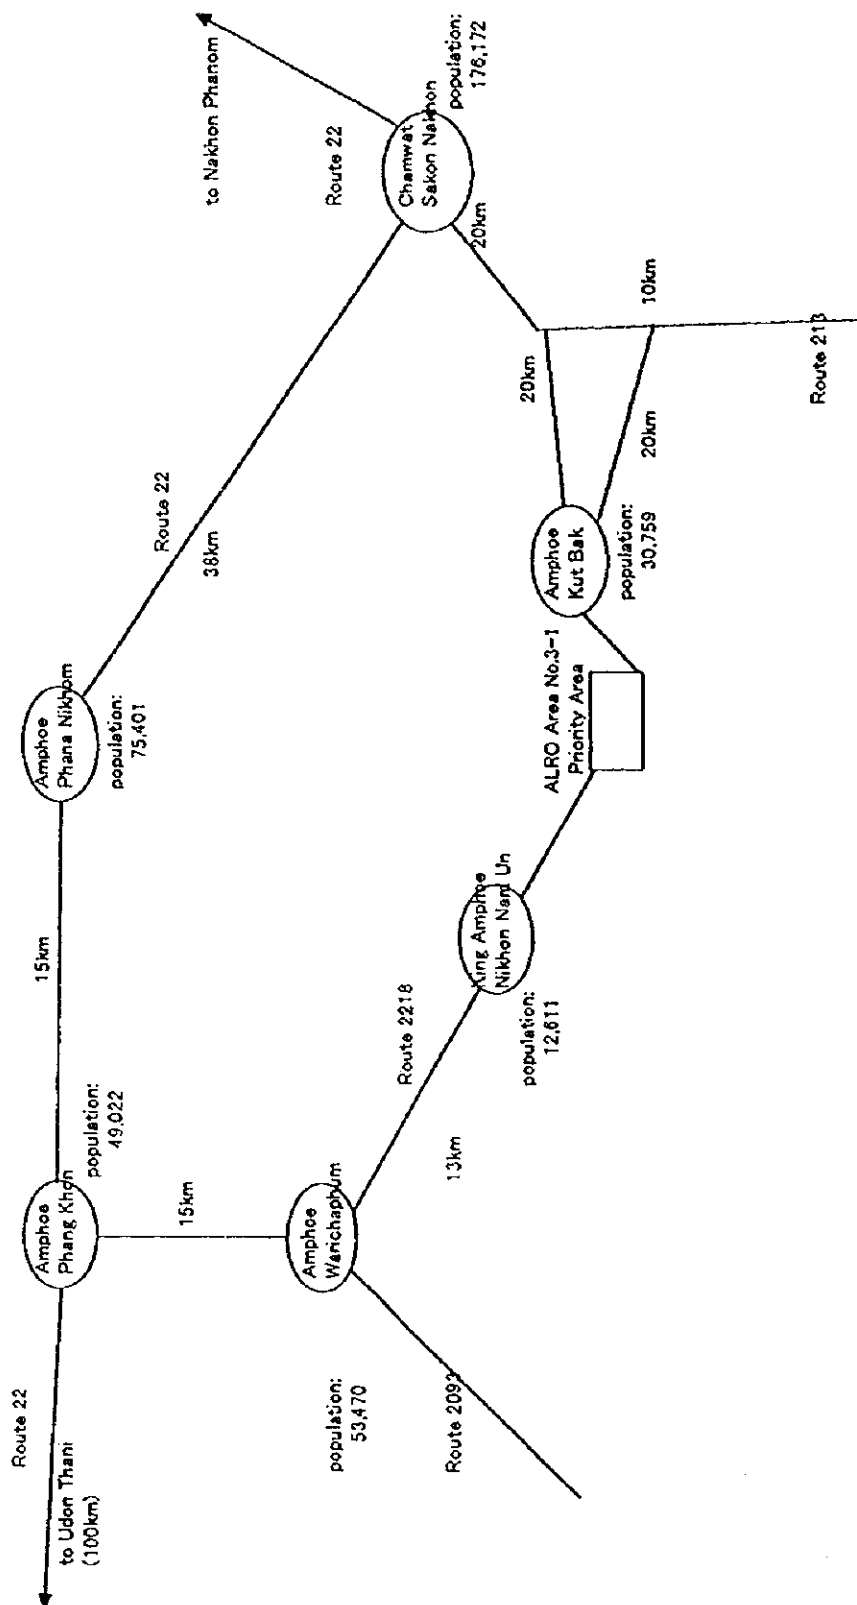 Route 22
to Udon Thani
(100km)
Amphoe
Phang Khon
population:
49,022
15km
Amphoe
Phana Nikhom
population:
75,401
Route 22
38km
to Nakhon Phanom
Route 22
Chamwat
Sakon Nakhon
population:
176,172
20km
15km
Amphoe
Warichaphum
population:
53,470
Route 2093
Route 2218
13km
King Amphoe
Nikhon Nam Un
population:
12,611
ALRO Area No.3-1
Priority Area
Amphoe
Kut Bak
population:
30,759
20km
20km
10km
Route 213